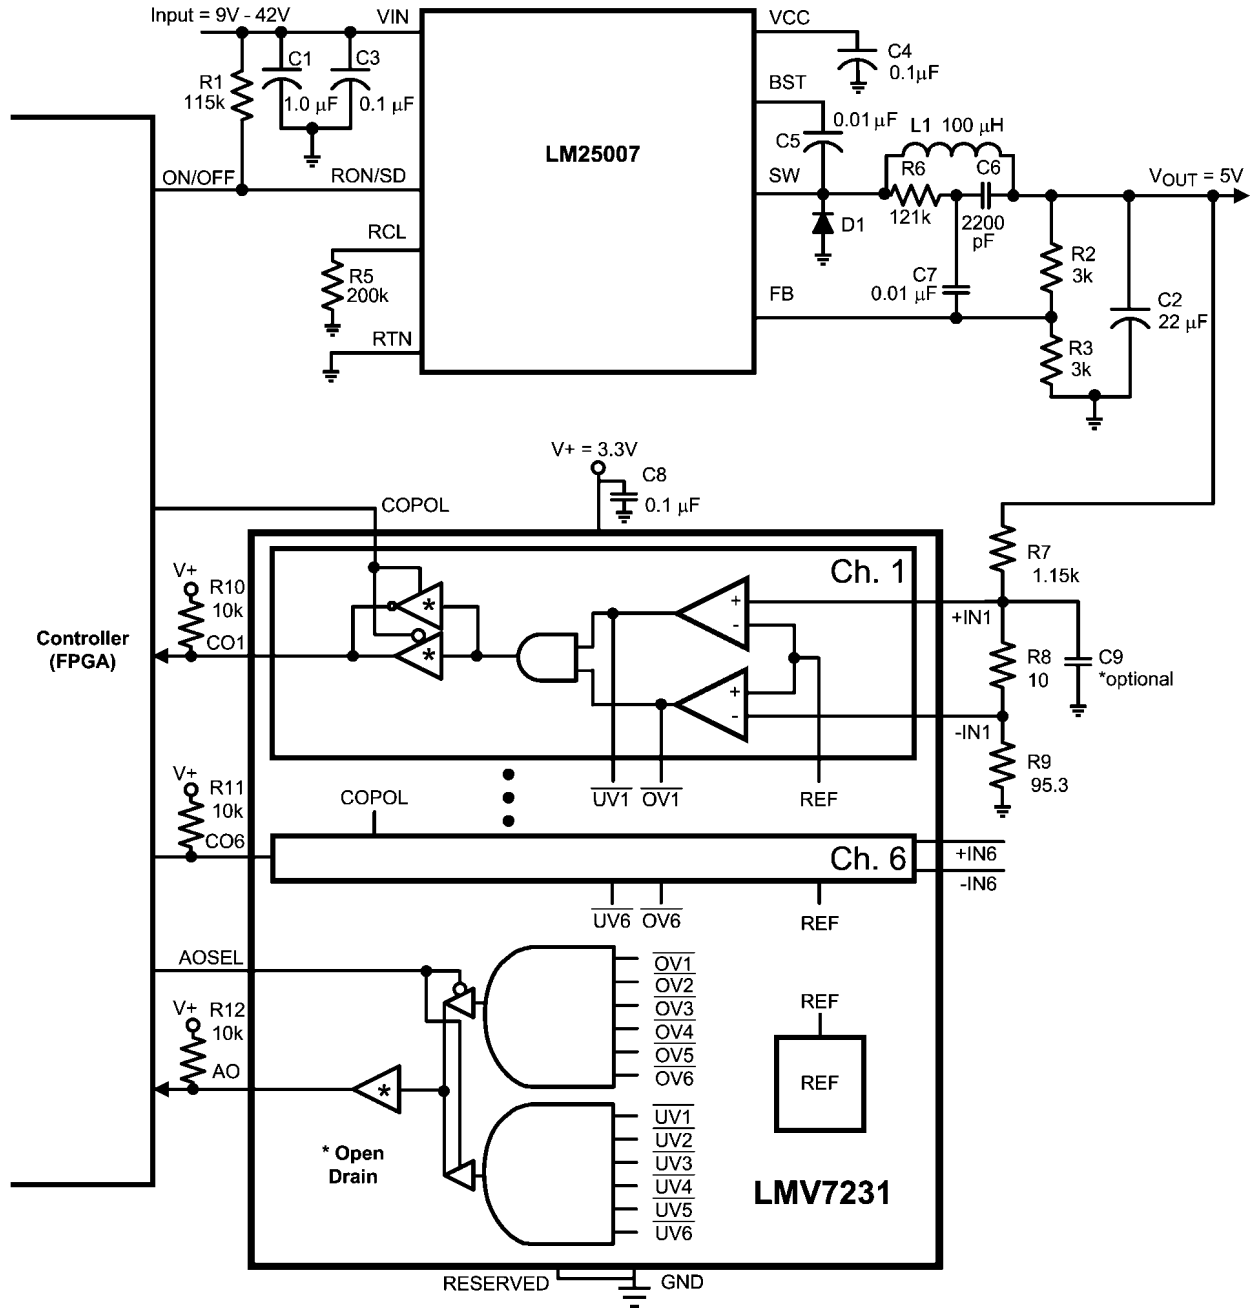 Input = 9V - 42V
VIN
VCC
C1
C3
C4
0.1µF
R1
115k
1.0 µF
0.1 µF
BST
0.01 µF
C5
L1 100 µH
LM25007
ON/OFF
RON/SD
SW
R6
C6
VOUT = 5V
121k
2200
pF
D1
RCL
R5
200k
C7
0.01 µF
R2
3k
FB
C2
22 µF
RTN
R3
3k
V+ = 3.3V
C8
0.1 µF
COPOL
Ch. 1
R7
1.15k
V+
R10
10k
CO1
*
*
+
-
+
-
+IN1
Controller
(FPGA)
R8
10
C9
*optional
-IN1
R9
95.3
UV1
OV1
REF
V+
R11
10k
CO6
COPOL
Ch. 6
+IN6
-IN6
UV6
OV6
REF
AOSEL
OV1
OV2
OV3
OV4
OV5
OV6
V+
R12
10k
AO
*
REF
REF
* Open
Drain
UV1
UV2
UV3
UV4
UV5
UV6
LMV7231
RESERVED
GND